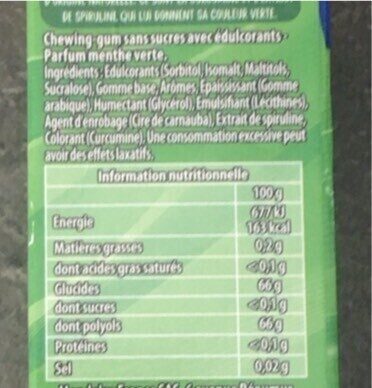 DE SPIRULINE, QUI LUI DONNENT SA COULEUR VERTE.
Chewing-gum sans sucres avec édulcorants-
Parfum menthe verte.
Ingrédients: Édulcorants (Sorbitol, Isomalt, Maltitols,
Sucralose), Gomme base, Arômes, Épaississant (Gomme
arabique), Humectant (Glycérol), Émulsifiant (Lécithines),
Agent d'enrobage (Cire de carnauba), Extrait de spiruline,
Colorant (Curcumine). Une consommation excessive peut
avoir des effets laxatifs.
Information nutritionnelle
100 g
Énergie 677 kJ
163 kcal
Matières grasses 0,2 g
dont acides gras saturés <0,1 g
Glucides 66 g
dont sucres <0,1 g
dont polyols 66 g
Protéines <0,1 g
Sel 0,02 g